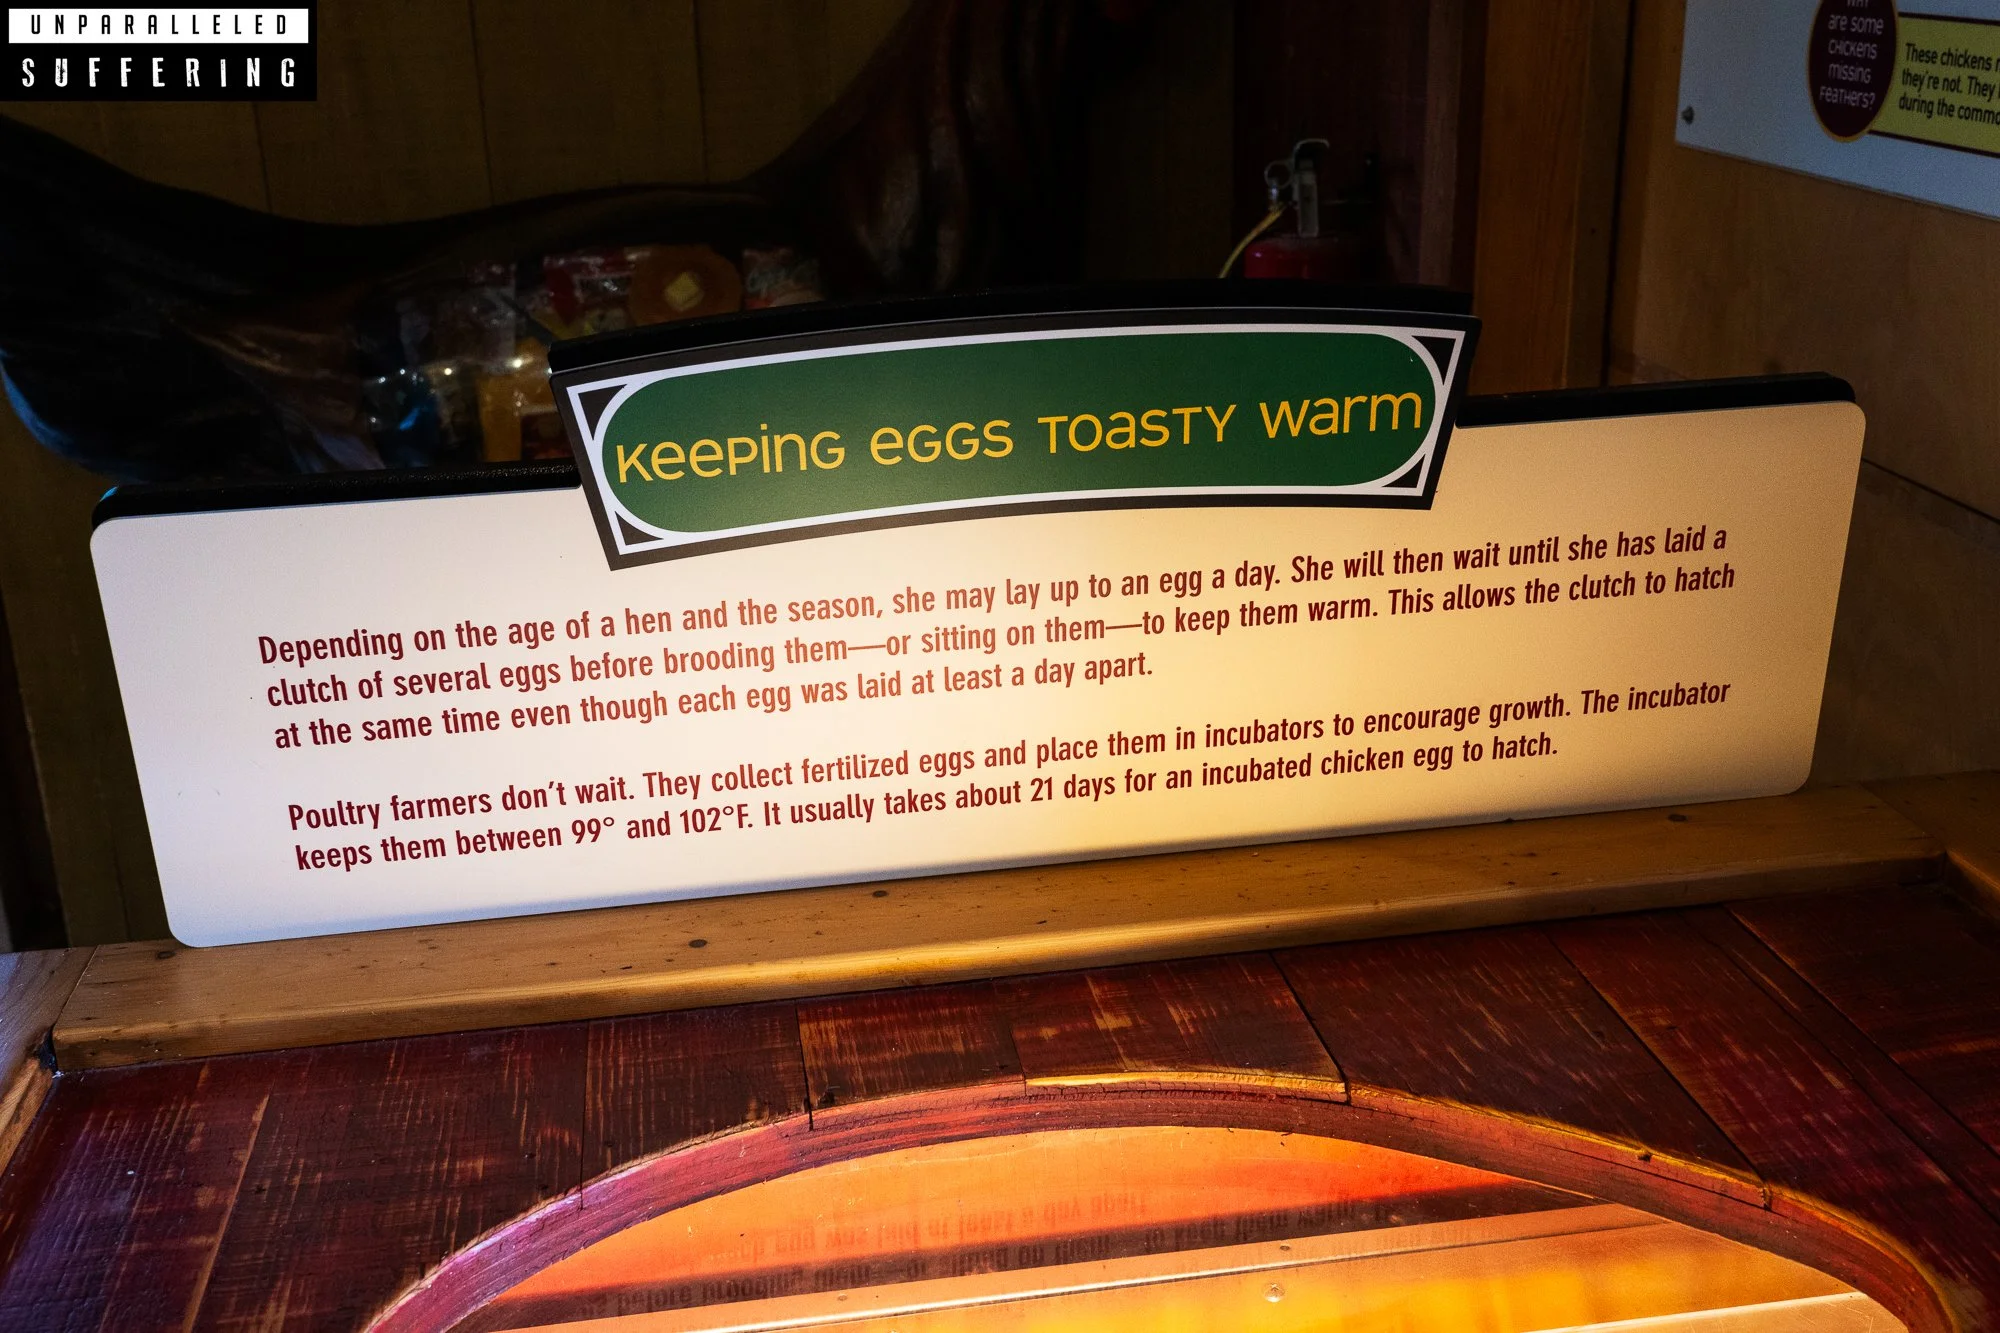 UNPARALLELED
SUFFERING
are some
chickens
missing
feathers?
These chickens
they're not. They
during the
Keeping eggs toasty warm
Depending on the age of a hen and the season, she may lay up to an egg a day. She will then wait until she has laid a
clutch of several eggs before brooding them—or sitting on them—to keep them warm. This allows the clutch to hatch
at the same time even though each egg was laid at least a day apart.
Poultry farmers don't wait. They collect fertilized eggs and place them in incubators to encourage growth. The incubator
keeps them between 99° and 102°F. It usually takes about 21 days for an incubated chicken egg to hatch.